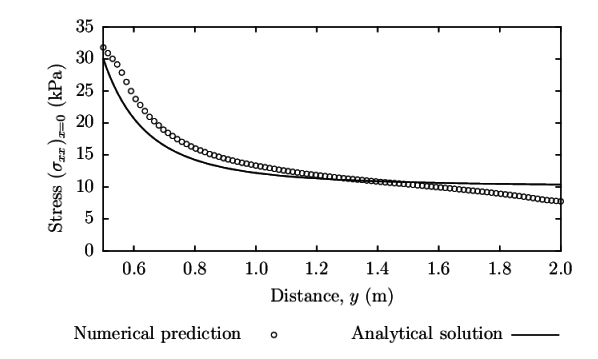 35
30
25
20
15
10
5
0
Stress (σxx)x=0 (kPa)
0.6 0.8 1.0 1.2 1.4 1.6 1.8 2.0
Distance, y (m)
Numerical prediction Analytical solution